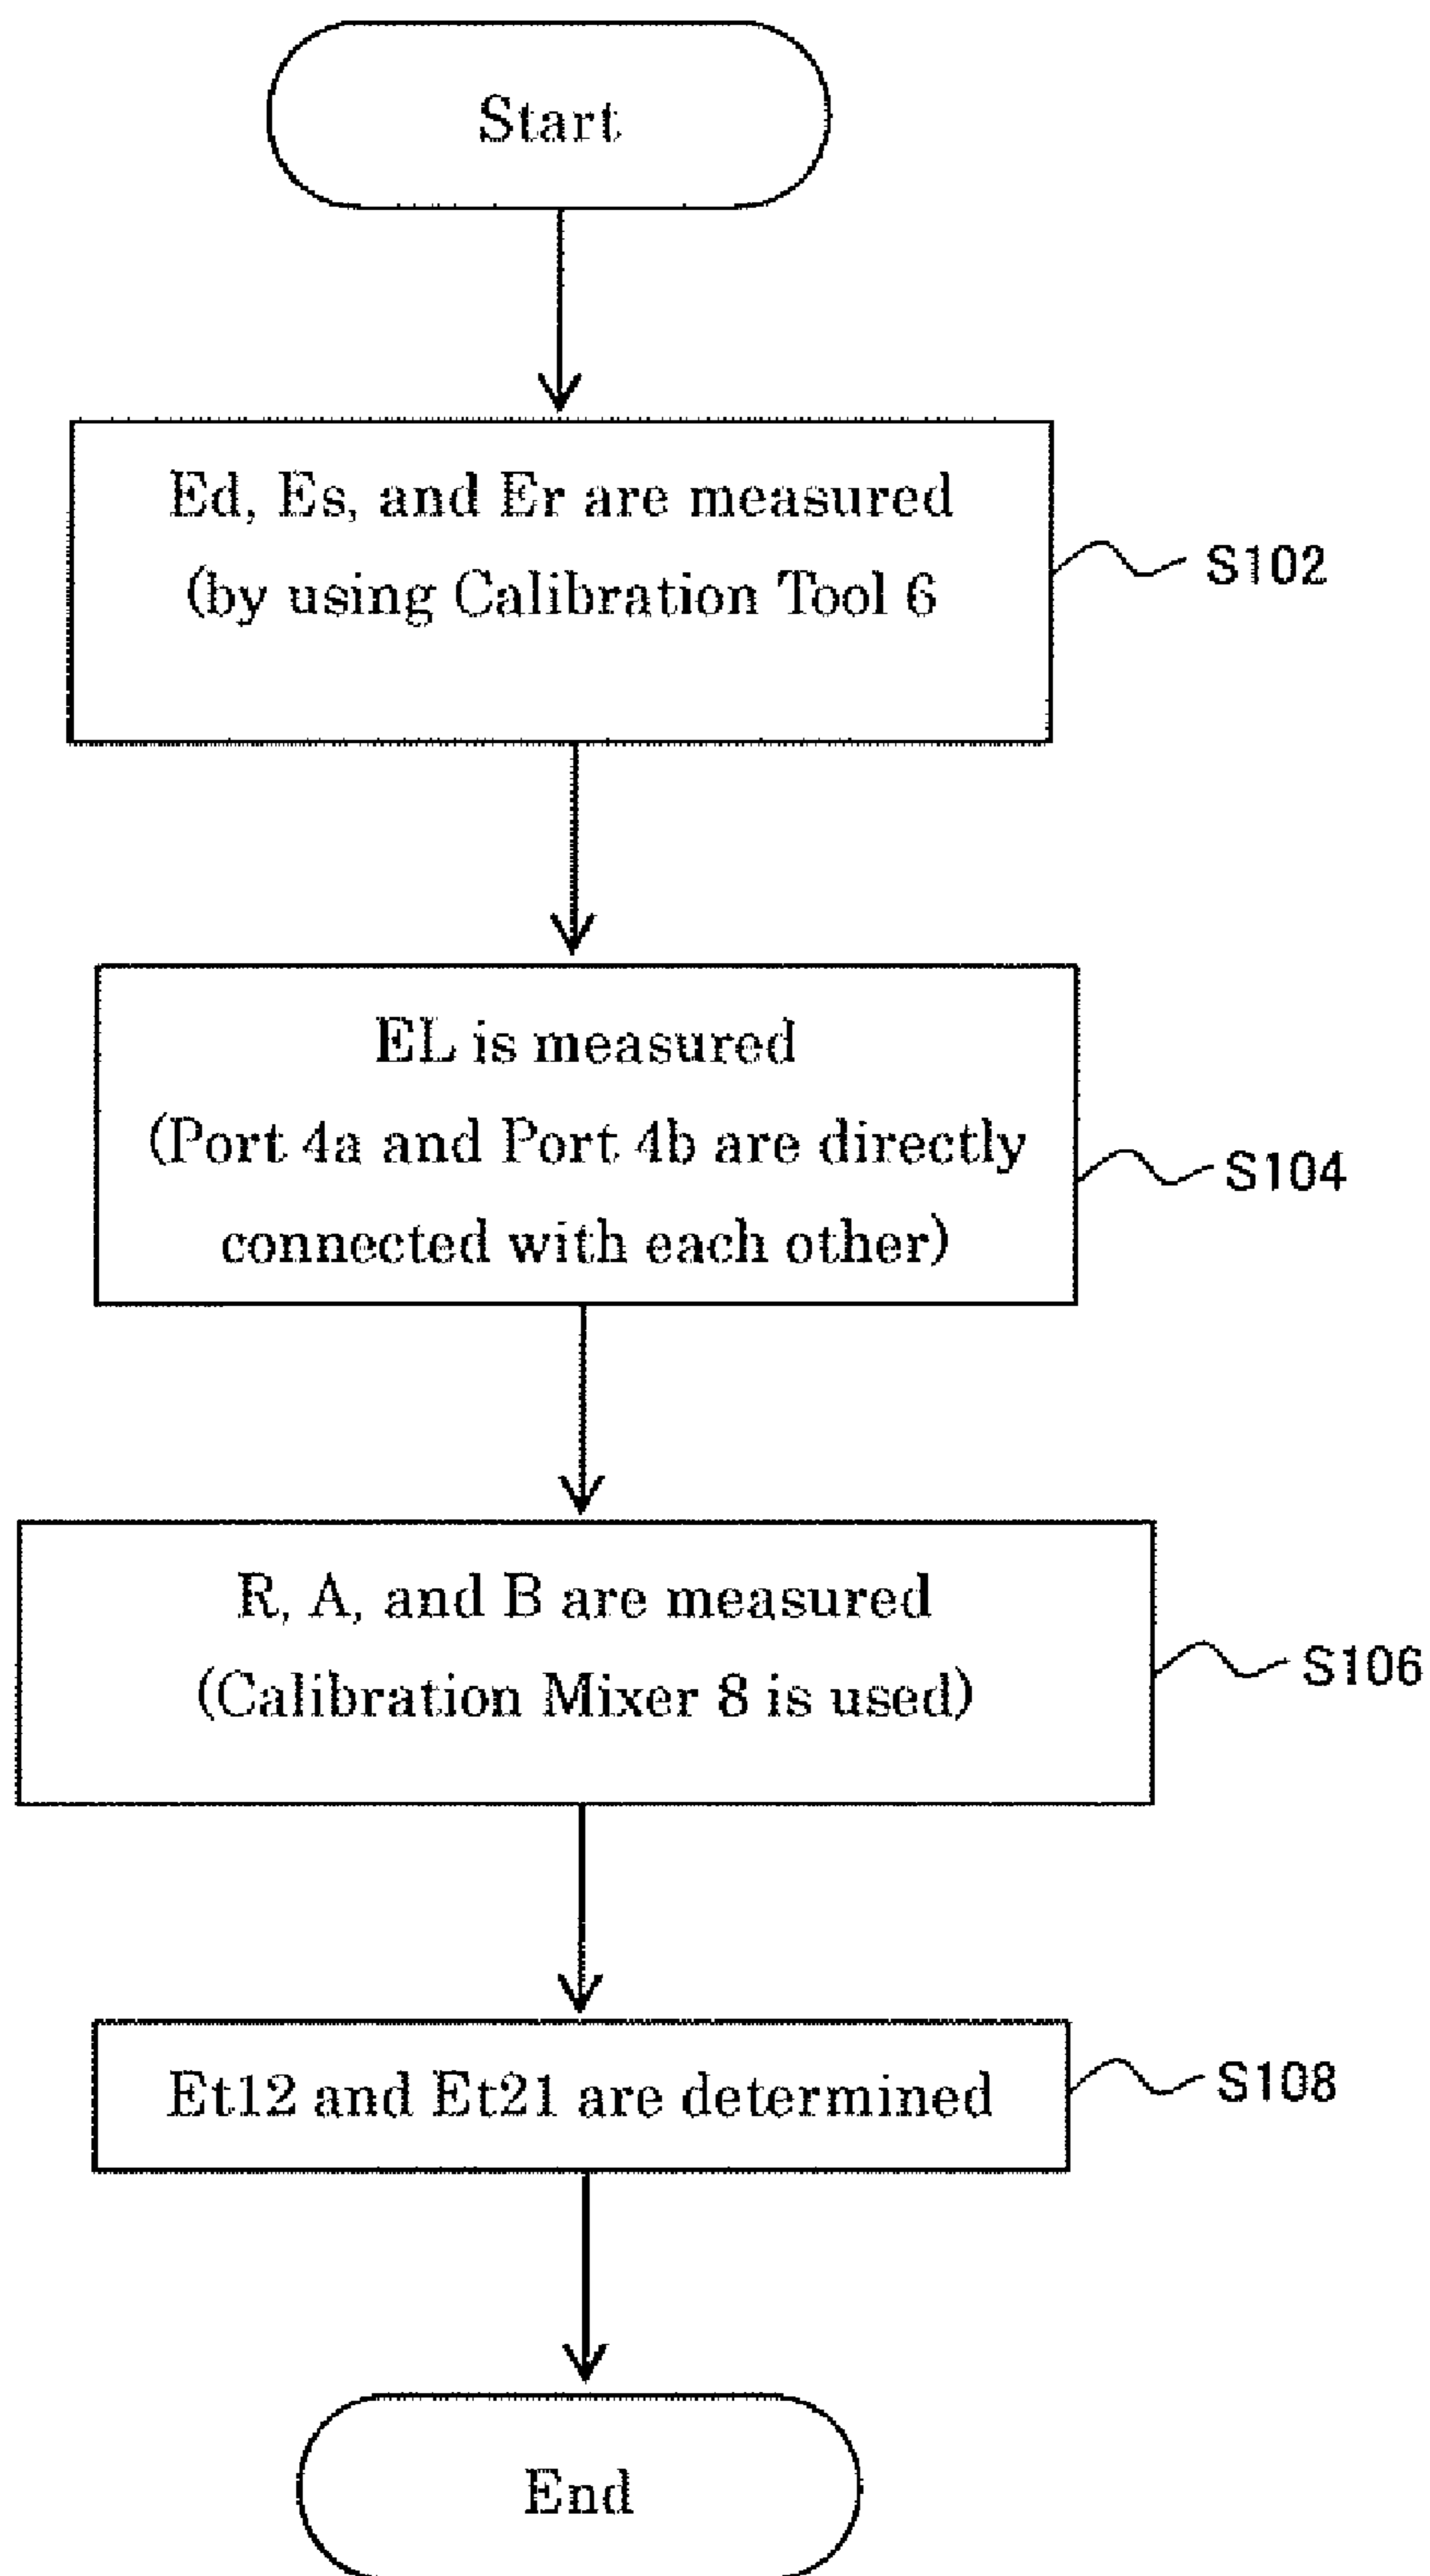 Start
Ed, Es, and Er are measured
(by using Calibration Tool 6
S102
EL is measured
(Port 4a and Port 4b are directly
connected with each other)
S104
R, A, and B are measured
(Calibration Mixer 8 is used)
S106
Et12 and Et21 are determined
S108
End